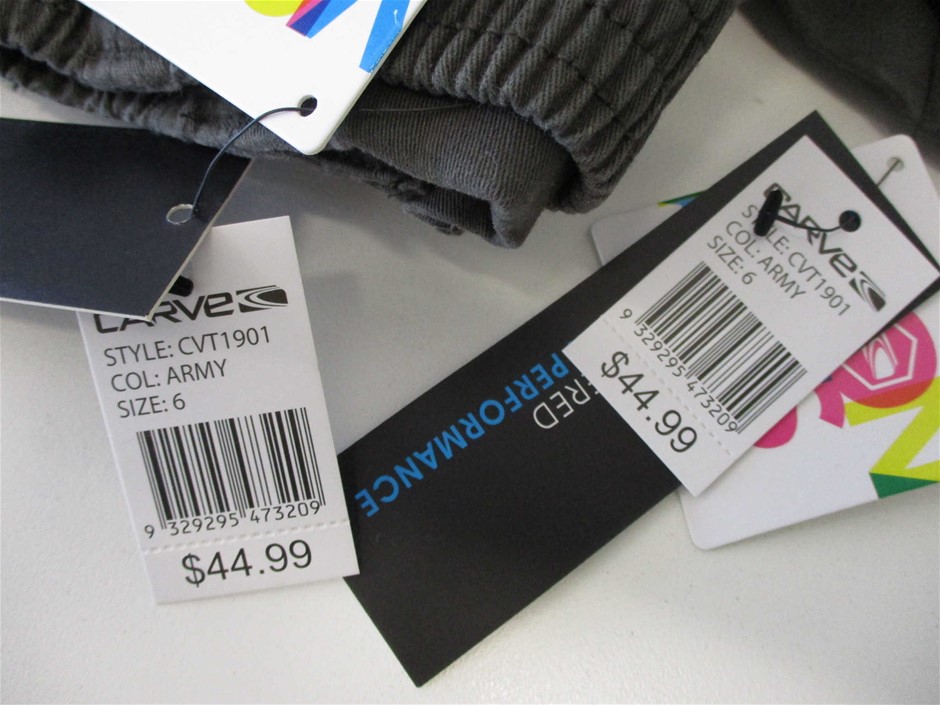 CARVE
STYLE: CVT1901
COL: ARMY
SIZE: 6
9 329295 473209
$44.99
CARVE
STYLE: CVT1901
COL: ARMY
SIZE: 6
9 329295 473209
$44.99
PERFORMANCE